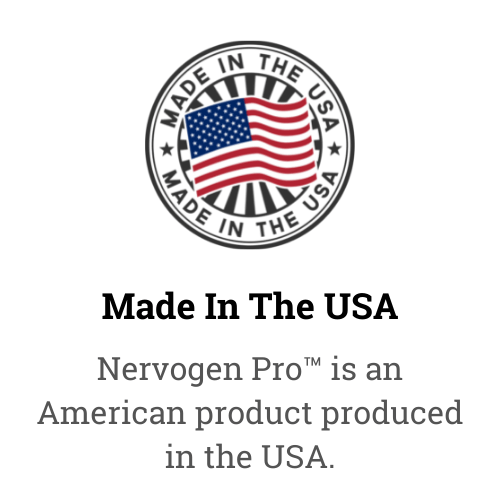 MADE IN THE USA
MADE IN THE USA
Made In The USA
Nervogen Pro™ is an
American product produced
in the USA.